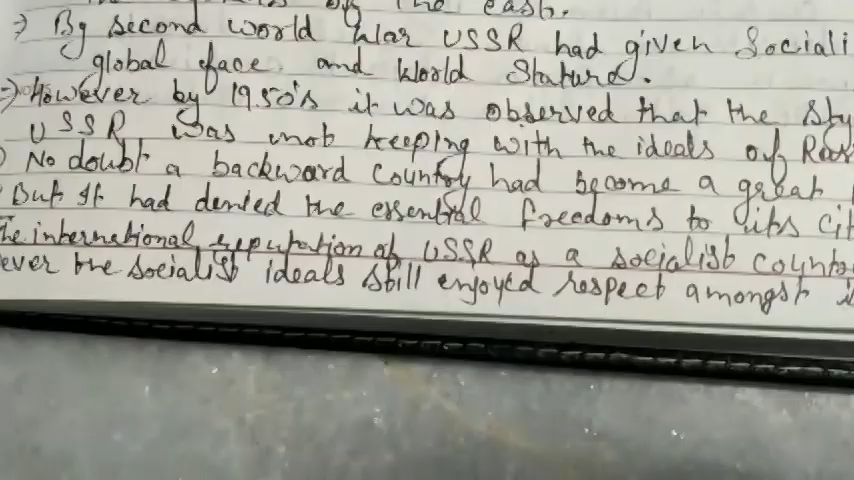 the east.
→ By second world War USSR had given Sociali
global face and World Stature.
→ However by 1950's it was observed that the sty
USSR was not keeping with the ideals of
No doubt a backward country had become a great
But It had denied the essential freedoms to its cit
The international reputation of USSR as a socialist country
ever the socialist ideals still enjoyed respect amongst